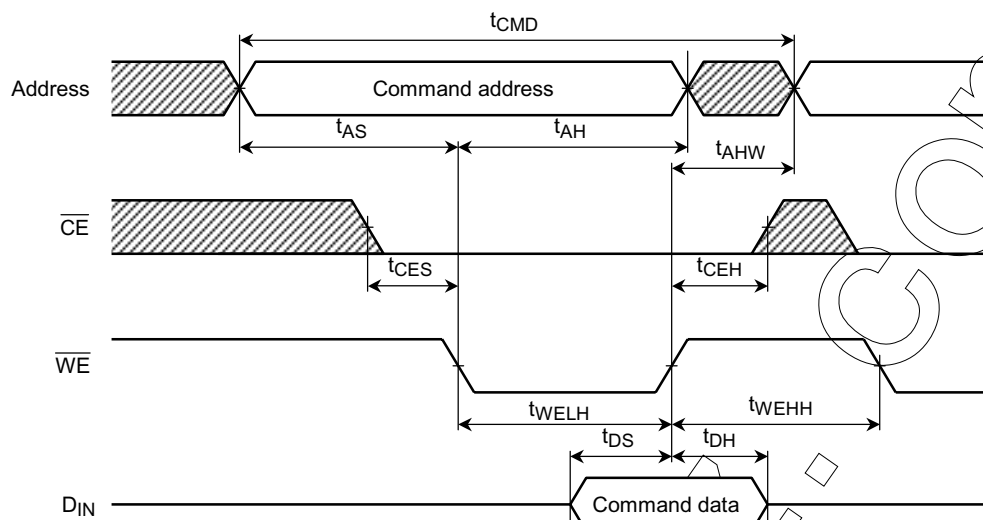 tCMD
Address
Command address
tAS
tAH
tAHW
CE
tCES
tCEH
WE
tWELH
tWEHH
tDS
tDH
DIN
Command data